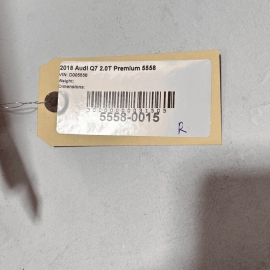 2018 Audi Q7 2.0T Premium 5558
VIN: D005558
Weight:
Dimensions:
5558-0015
R